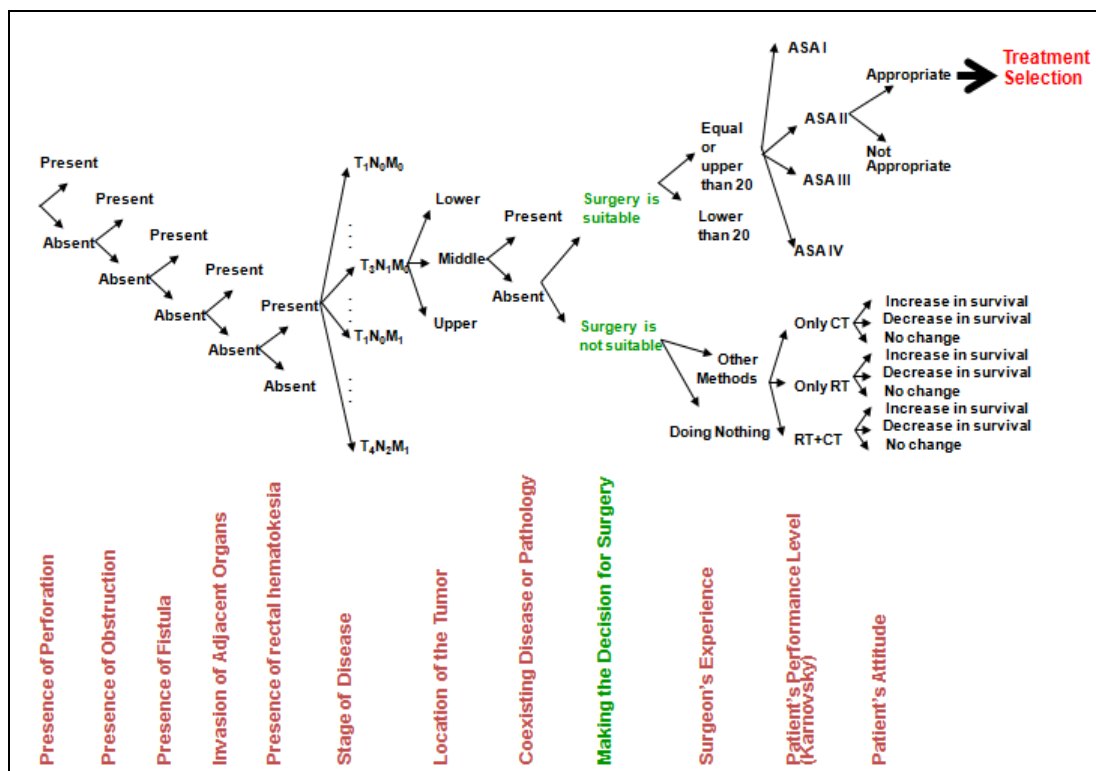 Present
Absent
Present
Absent
Present
Absent
Present
Absent
Present
Absent
T₁N₀M₀
⋮
T₃N₁M₀
⋮
T₁N₀M₁
⋮
T₄N₂M₁
Lower
Middle
Upper
Present
Absent
Surgery is
suitable
Surgery is
not suitable
Equal
or
upper
than 20
Lower
than 20
ASA I
ASA II
ASA III
ASA IV
Appropriate
Not
Appropriate
Treatment
Selection
Other
Methods
Doing Nothing
Only CT
Only RT
RT+CT
Increase in survival
Decrease in survival
No change
Increase in survival
Decrease in survival
No change
Increase in survival
Decrease in survival
No change
Presence of Perforation
Presence of Obstruction
Presence of Fistula
Invasion of Adjacent Organs
Presence of rectal hematokesia
Stage of Disease
Location of the Tumor
Coexisting Disease or Pathology
Making the Decision for Surgery
Surgeon's Experience
Patient's Performance Level
(Karnovsky)
Patient's Attitude